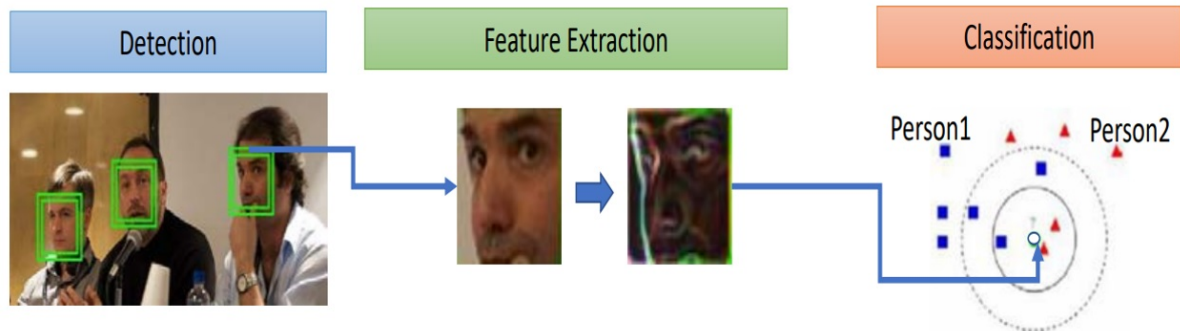 Detection
Feature Extraction
Classification
Person1
Person2